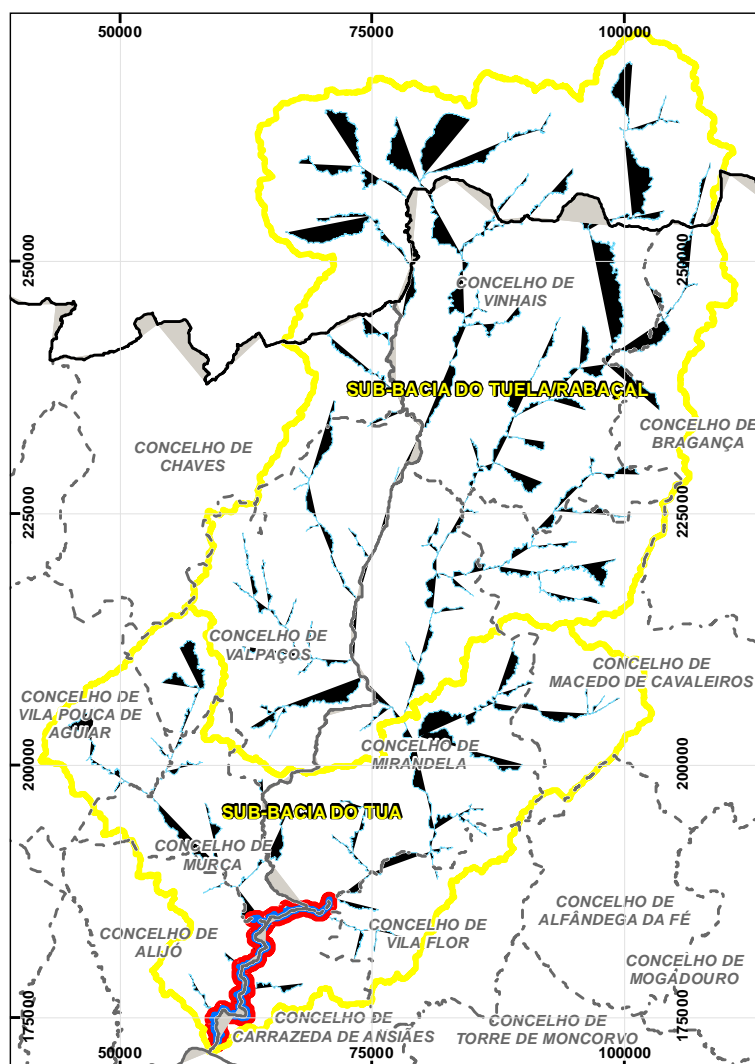 50000 75000 100000
250000
250000
CONCELHO DE
VINHAIS
SUB-BACIA DO TUELA/RABAÇAL
CONCELHO DE
BRAGANÇA
CONCELHO DE
CHAVES
225000
225000
CONCELHO DE
VALPAÇOS
CONCELHO DE
MACEDO DE CAVALEIROS
CONCELHO DE
VILA POUCA DE
AGUIAR
CONCELHO DE
MIRANDELA
200000
200000
SUB-BACIA DO TUA
CONCELHO DE
MURÇA
CONCELHO DE
ALFÂNDEGA DA FÉ
CONCELHO DE
VILA FLOR
CONCELHO DE
ALIJÓ
CONCELHO DE
MOGADOURO
175000
175000
CONCELHO DE
CARRAZEDA DE ANSIÃES
CONCELHO DE
TORRE DE MONCORVO
50000 75000 100000